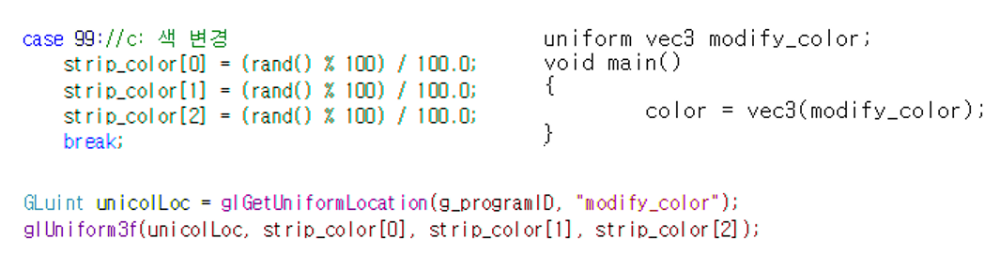 case 99://c: 색 변경
strip_color[0] = (rand() % 100) / 100.0;
strip_color[1] = (rand() % 100) / 100.0;
strip_color[2] = (rand() % 100) / 100.0;
break;
uniform vec3 modify_color;
void main()
{
color = vec3(modify_color);
}
GLuint unicolLoc = glGetUniformLocation(g_programID, "modify_color");
glUniform3f(unicolLoc, strip_color[0], strip_color[1], strip_color[2]);